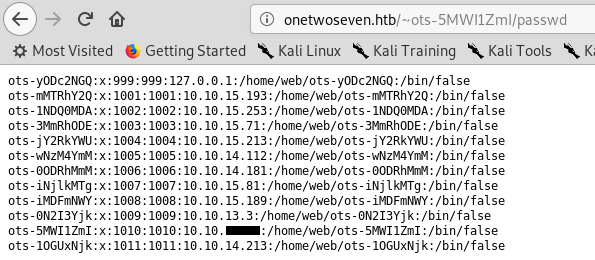 onetwoseven.htb/~ots-5MWI1ZmI/passwd
Most Visited Getting Started Kali Linux Kali Training Kali Tools
ots-yODc2NGQ:x:999:999:127.0.0.1:/home/web/ots-yODc2NGQ:/bin/false
ots-mMTRhY2Q:x:1001:1001:10.10.15.193:/home/web/ots-mMTRhY2Q:/bin/false
ots-1NDQ0MDA:x:1002:1002:10.10.15.253:/home/web/ots-1NDQ0MDA:/bin/false
ots-3MmRhODE:x:1003:1003:10.10.15.71:/home/web/ots-3MmRhODE:/bin/false
ots-jY2RkYWU:x:1004:1004:10.10.15.213:/home/web/ots-jY2RkYWU:/bin/false
ots-wNzM4YmM:x:1005:1005:10.10.14.112:/home/web/ots-wNzM4YmM:/bin/false
ots-0ODRhMmM:x:1006:1006:10.10.14.181:/home/web/ots-0ODRhMmM:/bin/false
ots-iNjlkMTg:x:1007:1007:10.10.15.81:/home/web/ots-iNjlkMTg:/bin/false
ots-iMDFmNWY:x:1008:1008:10.10.15.189:/home/web/ots-iMDFmNWY:/bin/false
ots-0N2I3Yjk:x:1009:1009:10.10.13.3:/home/web/ots-0N2I3Yjk:/bin/false
ots-5MWI1ZmI:x:1010:1010:10.10. :/home/web/ots-5MWI1ZmI:/bin/false
ots-1OGUxNjk:x:1011:1011:10.10.14.213:/home/web/ots-1OGUxNjk:/bin/false